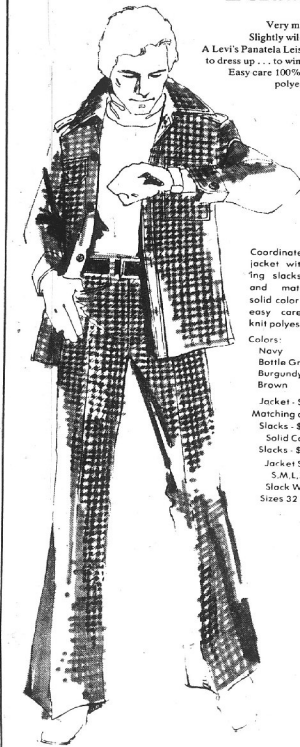 Very m
Slightly wil
A Levi's Panatela Leis
to dress up . . . to win
Easy care 100%
polye
Coordinate
jacket wit
ing slacks
and mat
solid color
easy care
knit polyes
Colors:
Navy
Bottle Gr
Burgundy
Brown
Jacket - $
Matching c
Slacks - $
Solid Co
Slacks - $
Jacket S
S,M,L,
Slack W
Sizes 32